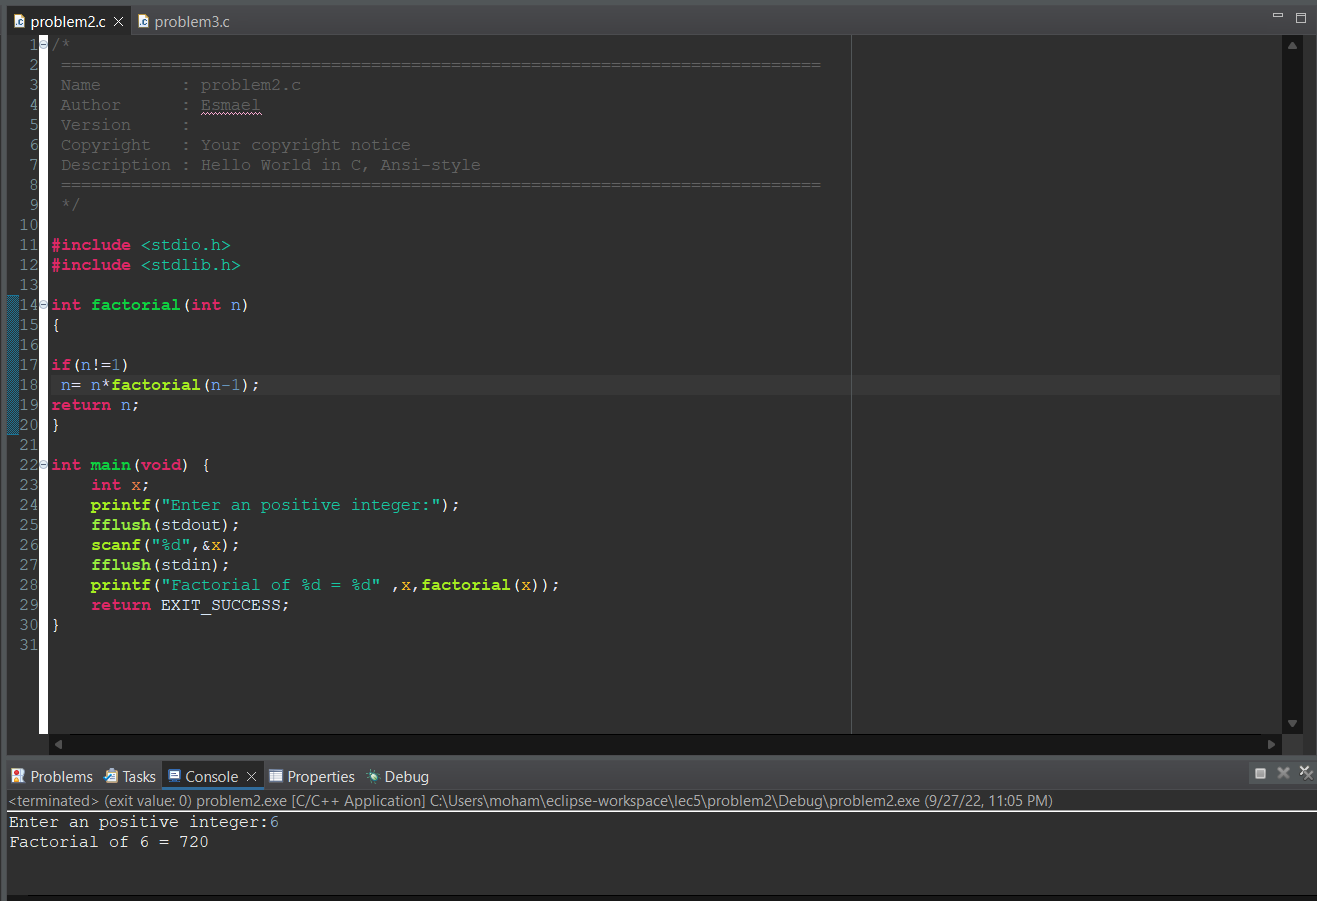 problem2.c problem3.c
1 /*
2 ============================================================================
3 Name        : problem2.c
4 Author      : Esmael
5 Version     :
6 Copyright   : Your copyright notice
7 Description : Hello World in C, Ansi-style
8 ============================================================================
9 */
10
11 #include <stdio.h>
12 #include <stdlib.h>
13
14 int factorial(int n)
15 {
16
17 if(n!=1)
18  n= n*factorial(n-1);
19 return n;
20 }
21
22 int main(void) {
23     int x;
24     printf("Enter an positive integer:");
25     fflush(stdout);
26     scanf("%d",&x);
27     fflush(stdin);
28     printf("Factorial of %d = %d" ,x,factorial(x));
29     return EXIT_SUCCESS;
30 }
31
Problems Tasks Console Properties Debug
<terminated> (exit value: 0) problem2.exe [C/C++ Application] C:\Users\moham\eclipse-workspace\lec5\problem2\Debug\problem2.exe (9/27/22, 11:05 PM)
Enter an positive integer:6
Factorial of 6 = 720